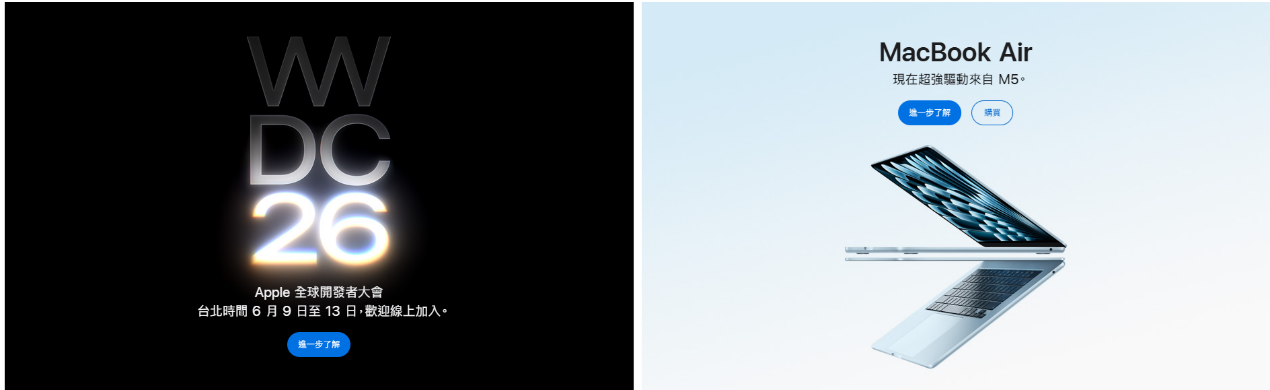 WW
DC
26
Apple 全球開發者大會
台北時間 6 月 9 日至 13 日，歡迎線上加入。
進一步了解
MacBook Air
現在超強驅動來自 M5。
進一步了解
購買